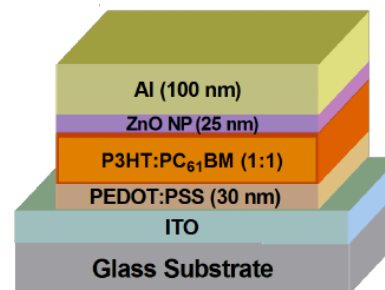 Al (100 nm)
ZnO NP (25 nm)
P3HT:PC₆₁BM (1:1)
PEDOT:PSS (30 nm)
ITO
Glass Substrate